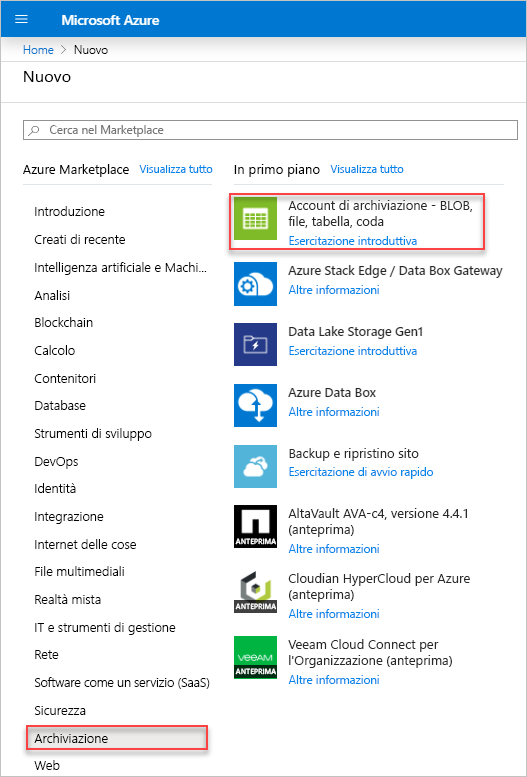 Microsoft Azure
Home > Nuovo
Nuovo
Cerca nel Marketplace
Azure Marketplace Visualizza tutto
Introduzione
Creati di recente
Intelligenza artificiale e Machi...
Analisi
Blockchain
Calcolo
Contenitori
Database
Strumenti di sviluppo
DevOps
Identità
Integrazione
Internet delle cose
File multimediali
Realtà mista
IT e strumenti di gestione
Rete
Software come un servizio (SaaS)
Sicurezza
Archiviazione
Web
In primo piano Visualizza tutto
Account di archiviazione - BLOB,
file, tabella, coda
Esercitazione introduttiva
Azure Stack Edge / Data Box Gateway
Altre informazioni
Data Lake Storage Gen1
Esercitazione introduttiva
Azure Data Box
Altre informazioni
Backup e ripristino sito
Esercitazione di avvio rapido
ANTEPRIMA
AltaVault AVA-c4, versione 4.4.1
(anteprima)
Altre informazioni
ANTEPRIMA
Cloudian HyperCloud per Azure
(anteprima)
Altre informazioni
veeam
ANTEPRIMA
Veeam Cloud Connect per
l'Organizzazione (anteprima)
Altre informazioni